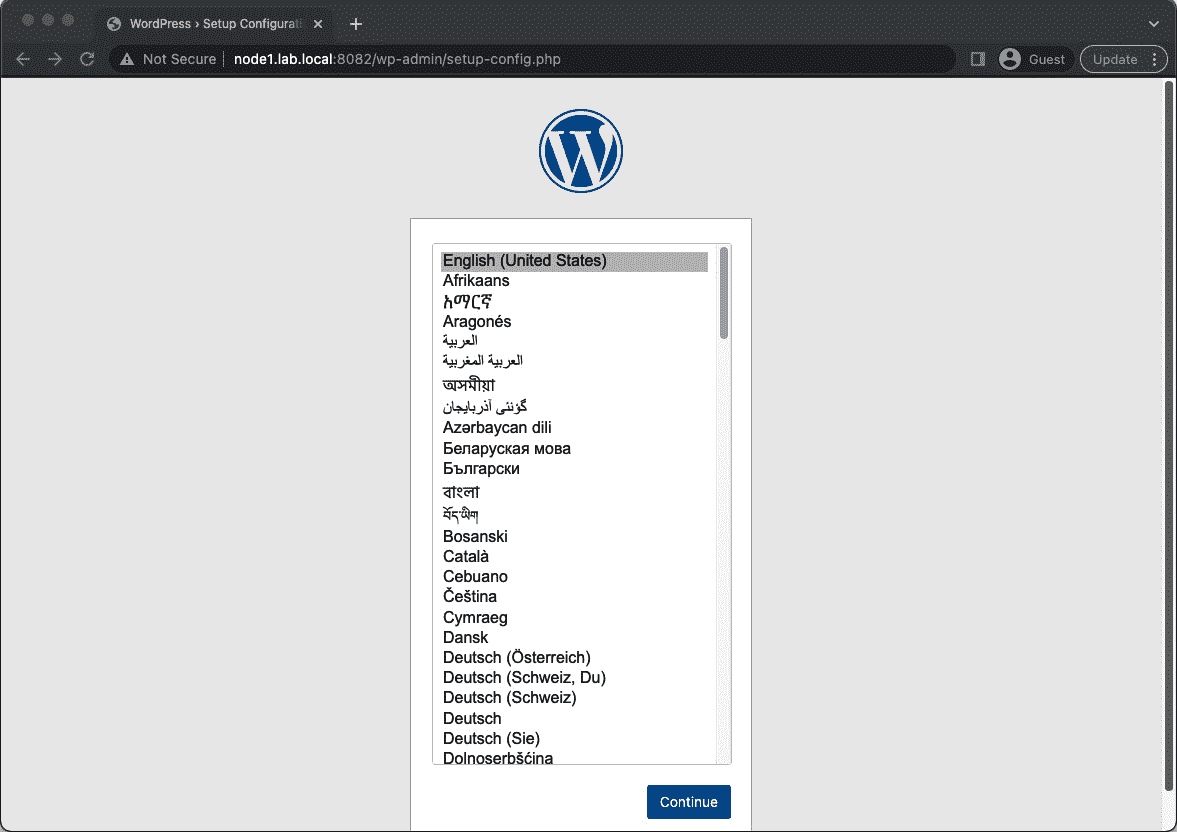 WordPress › Setup Configurati
Not Secure node1.lab.local:8082/wp-admin/setup-config.php Guest Update
English (United States)
Afrikaans
አማርኛ
Aragonés
العربية
العربية المغربية
অসমীয়া
گؤنئی آذربایجان
Azərbaycan dili
Беларуская мова
Български
বাংলা
བོད་ཡིག
Bosanski
Català
Cebuano
Čeština
Cymraeg
Dansk
Deutsch (Österreich)
Deutsch (Schweiz, Du)
Deutsch (Schweiz)
Deutsch
Deutsch (Sie)
Dolnoserbšćina
Continue